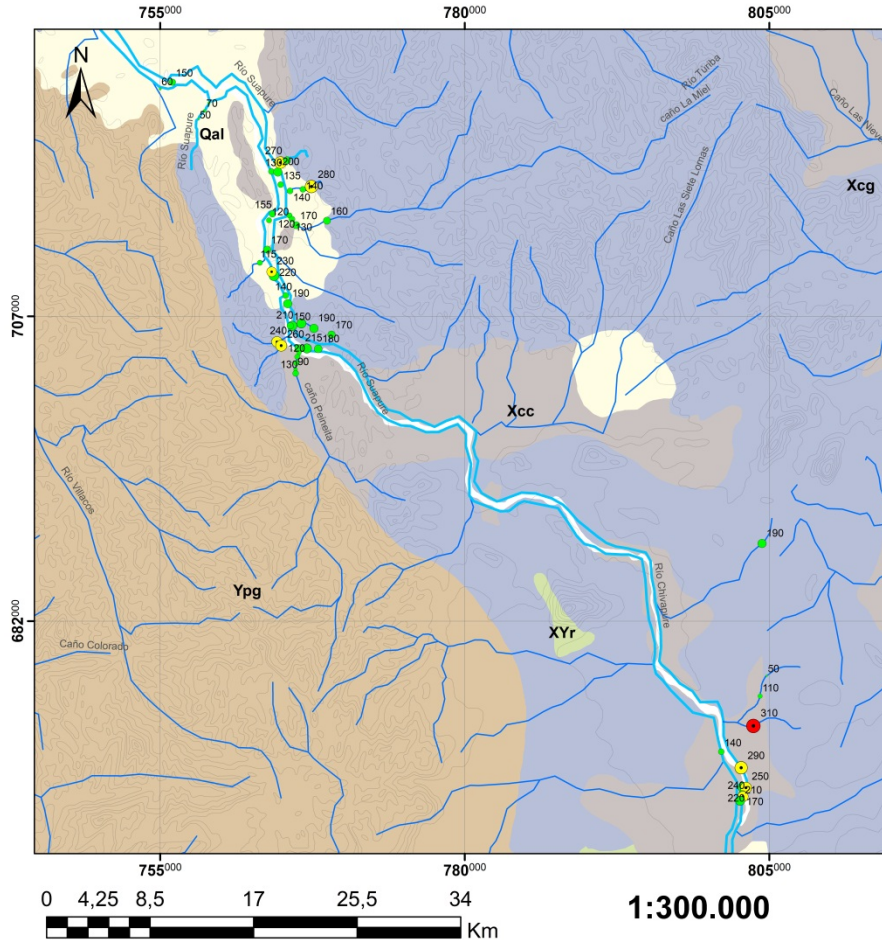 755000 780000 805000
N
60 150
Río Suapure
70
50
Qal
Río Suapure
Río Túriba
caño La Miel
Caño Las Nieve
270
130 200
135
280
140
140
Xcg
155 120
120
170
130
160
Caño Las Siete Lomas
170
115 230
220
140
190
707000
210 150 190
170
240 260 215 180
120
90
130
Río Suapure
caño Peineita
Xcc
Río Villacos
190
Ypg
Río Chivapure
682000
XYr
Caño Colorado
50
110
310
140
290
250
240
210
220 170
755000 780000 805000
0 4,25 8,5 17 25,5 34
Km
1:300.000